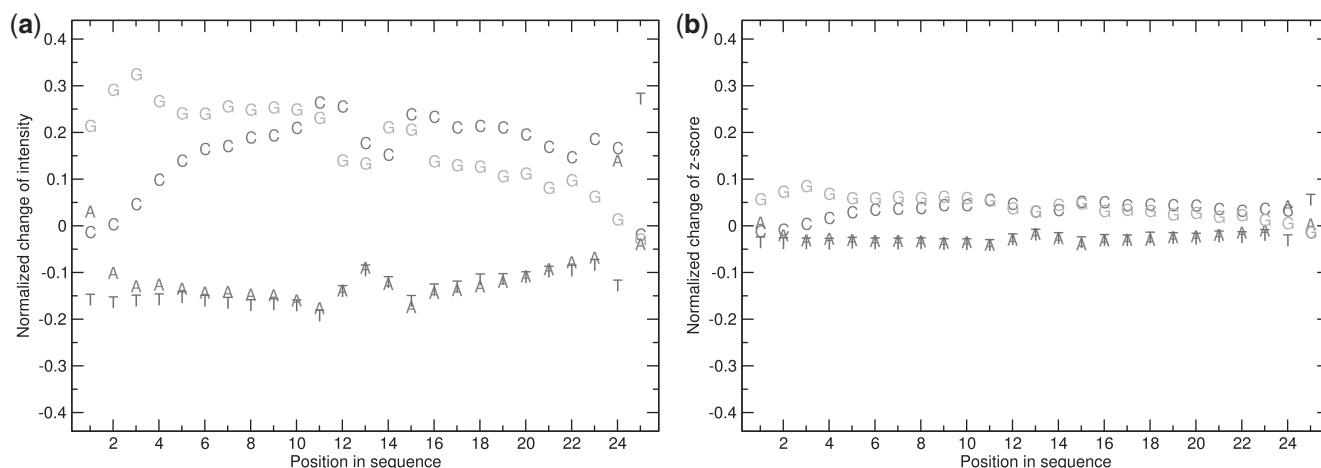 (a)
Normalized change of intensity
0.4
0.3
0.2
0.1
0
-0.1
-0.2
-0.3
-0.4
2 4 6 8 10 12 14 16 18 20 22 24
Position in sequence
(b)
Normalized change of z-score
0.4
0.3
0.2
0.1
0
-0.1
-0.2
-0.3
-0.4
2 4 6 8 10 12 14 16 18 20 22 24
Position in sequence